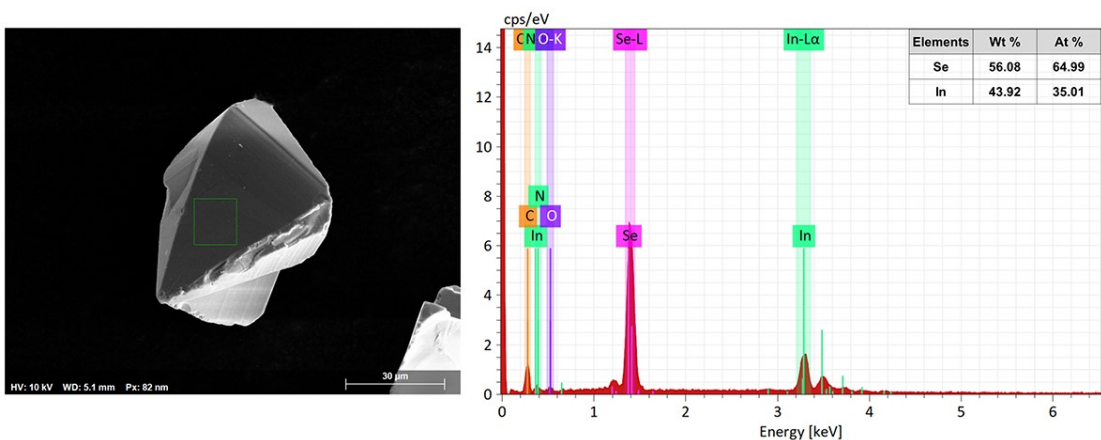 HV: 10 kV WD: 5.1 mm Px: 82 nm
30 µm
cps/eV
14
12
10
8
6
4
2
0
C N O-K Se-L In-Lα
N
C O
In Se In
0 1 2 3 4 5 6
Energy [keV]
Elements Wt % At %
Se 56.08 64.99
In 43.92 35.01